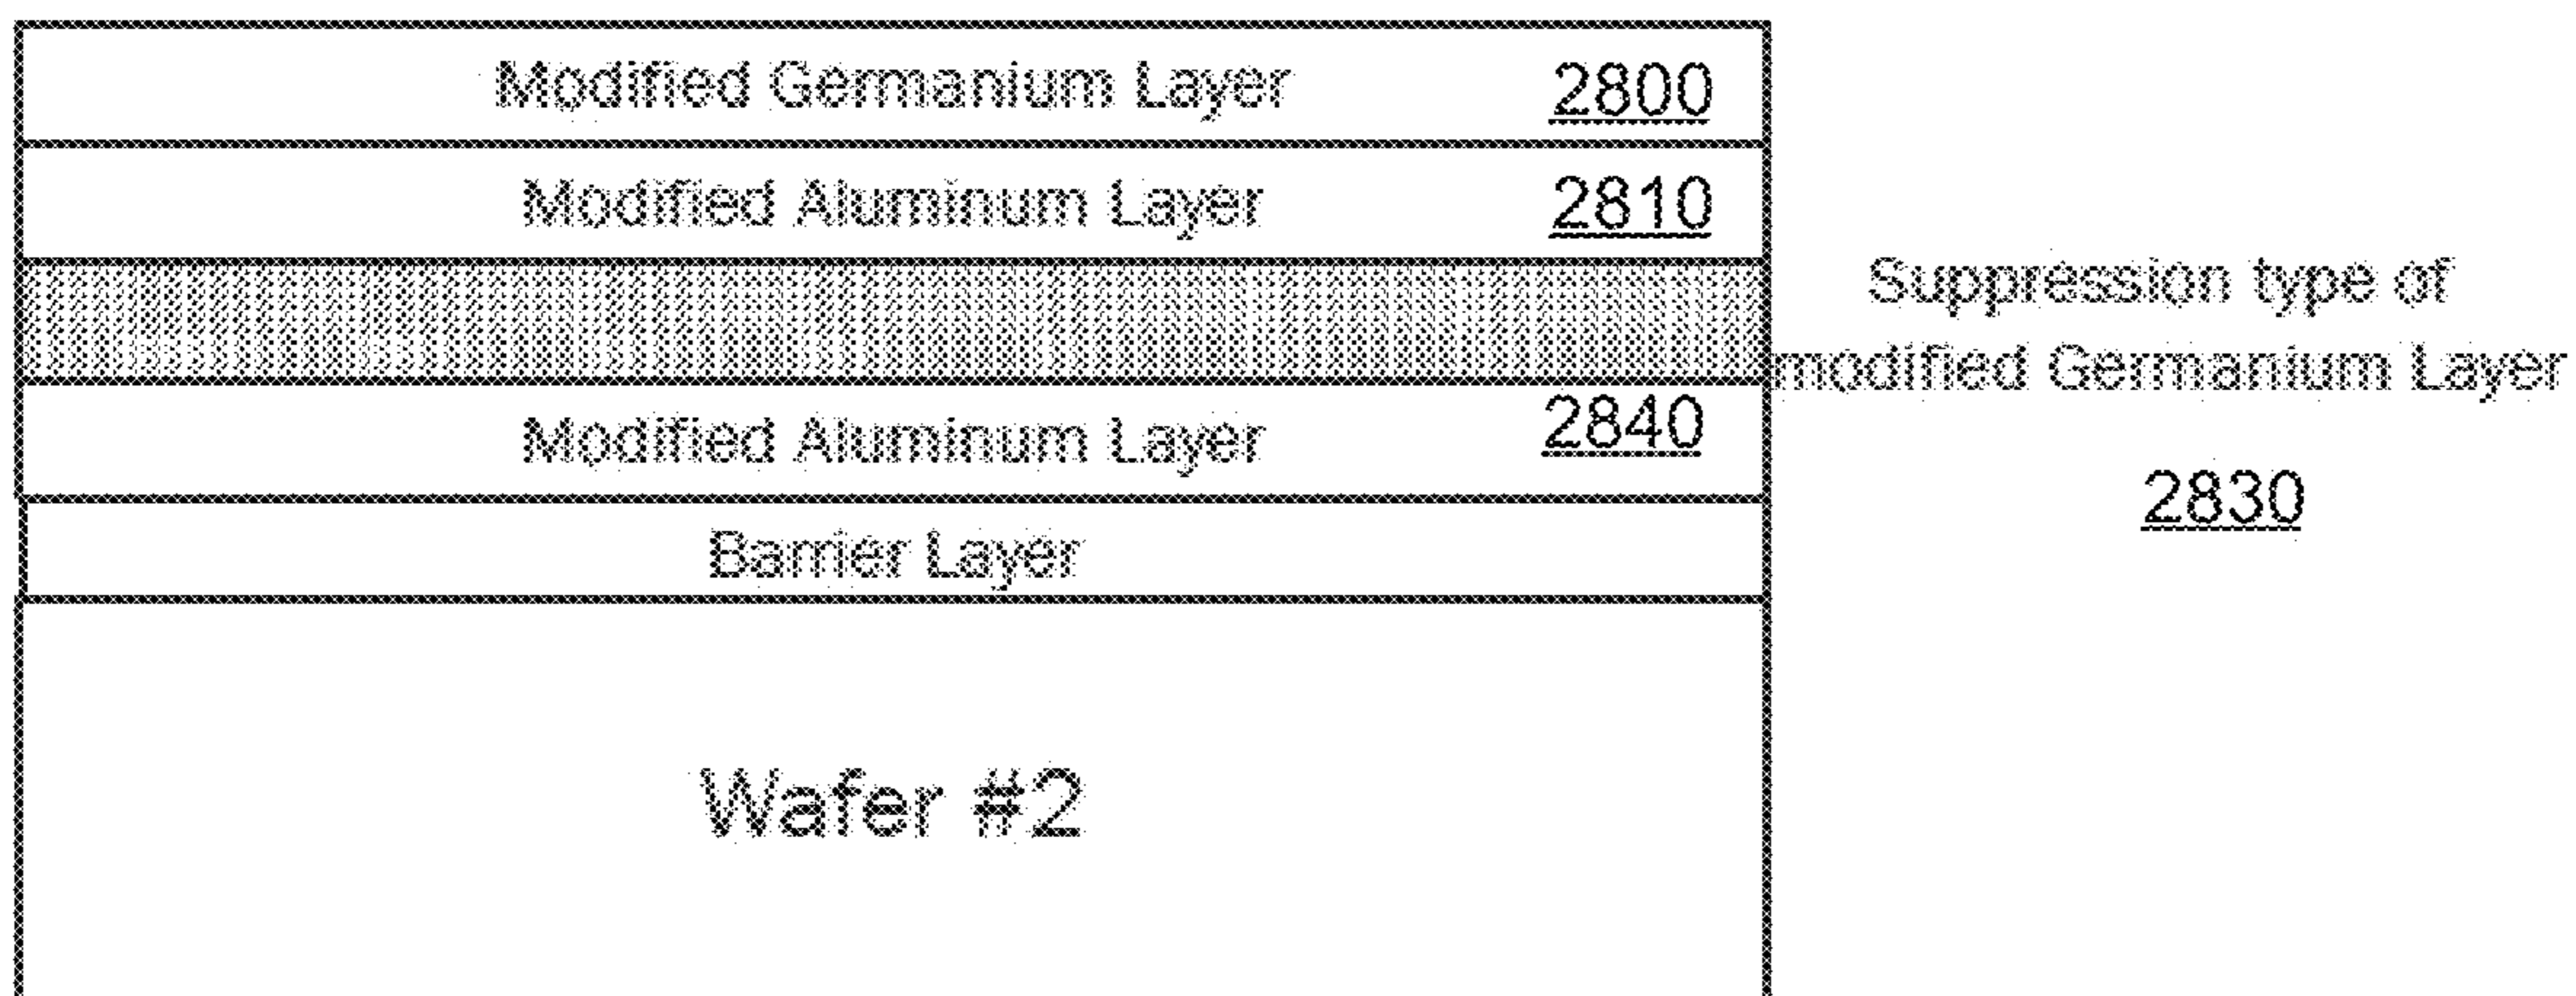 Modified Germanium Layer 2800
Modified Aluminum Layer 2810
Suppression type of
modified Germanium Layer
Modified Aluminum Layer 2840
2830
Barrier Layer
Wafer #2